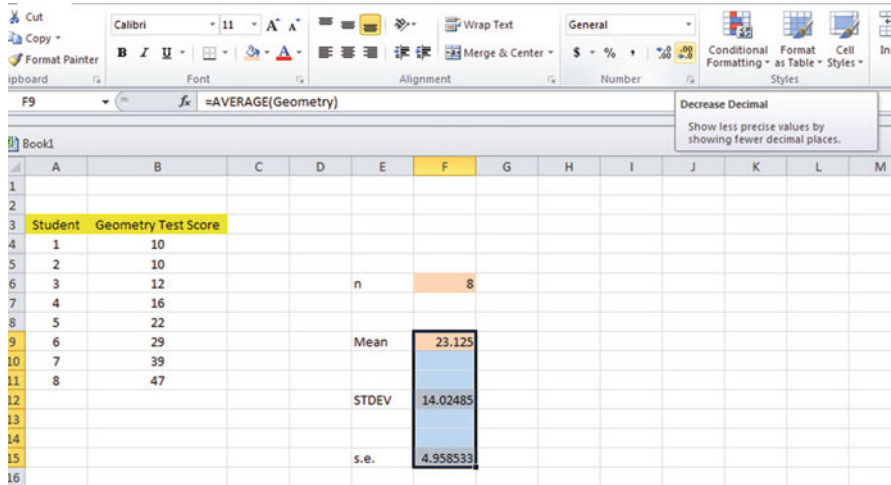 Cut
Copy
Format Painter
ipboard
Calibri 11 A A
B I U A
Font
Wrap Text
Merge & Center
Alignment
General
$ % , .0 .00 .00 .0
Number
Conditional Formatting
Format as Table
Cell Styles
Styles
In
F9 fx =AVERAGE(Geometry)
Decrease Decimal
Show less precise values by
showing fewer decimal places.
Book1
A B C D E F G H I J K L M
1
2
3 Student Geometry Test Score
4 1 10
5 2 10
6 3 12 n 8
7 4 16
8 5 22
9 6 29 Mean 23.125
10 7 39
11 8 47
12 STDEV 14.02485
13
14
15 s.e. 4.958533
16